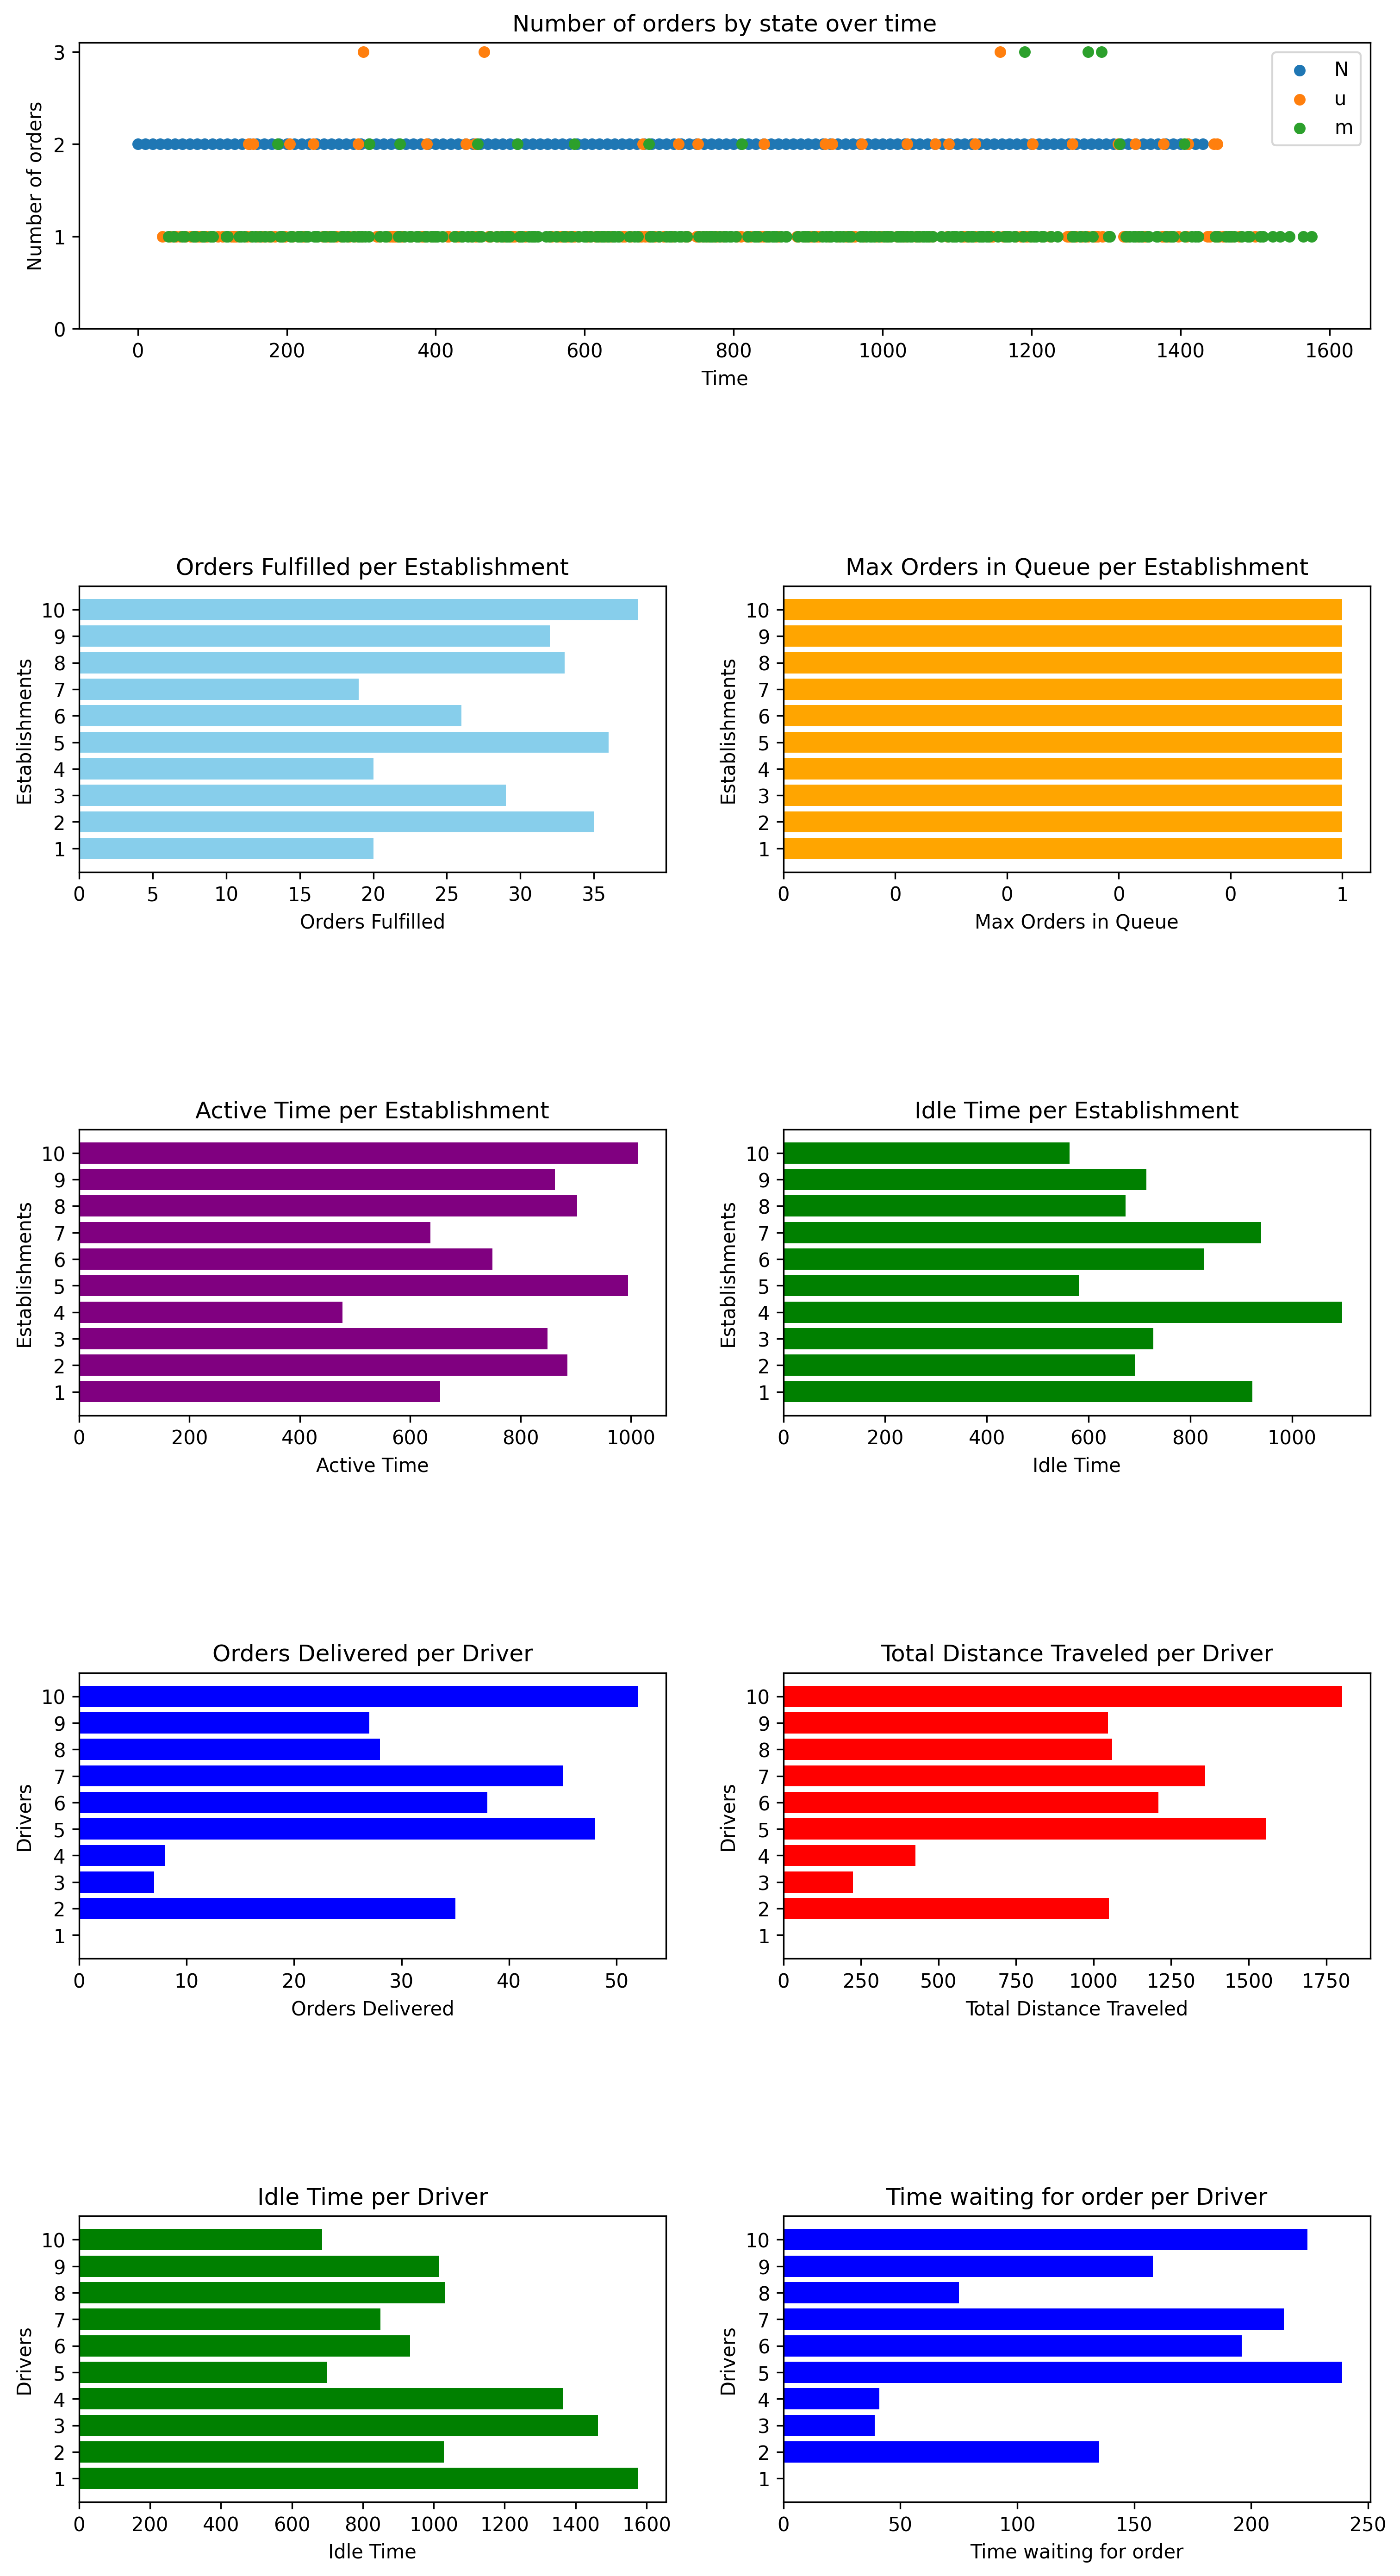 Number of orders by state over time
Number of orders
3
2
1
0
N
u
m
0 200 400 600 800 1000 1200 1400 1600
Time
Orders Fulfilled per Establishment
Establishments
10
9
8
7
6
5
4
3
2
1
0 5 10 15 20 25 30 35
Orders Fulfilled
Max Orders in Queue per Establishment
Establishments
10
9
8
7
6
5
4
3
2
1
0 0 0 0 0 1
Max Orders in Queue
Active Time per Establishment
Establishments
10
9
8
7
6
5
4
3
2
1
0 200 400 600 800 1000
Active Time
Idle Time per Establishment
Establishments
10
9
8
7
6
5
4
3
2
1
0 200 400 600 800 1000
Idle Time
Orders Delivered per Driver
Drivers
10
9
8
7
6
5
4
3
2
1
0 10 20 30 40 50
Orders Delivered
Total Distance Traveled per Driver
Drivers
10
9
8
7
6
5
4
3
2
1
0 250 500 750 1000 1250 1500 1750
Total Distance Traveled
Idle Time per Driver
Drivers
10
9
8
7
6
5
4
3
2
1
0 200 400 600 800 1000 1200 1400 1600
Idle Time
Time waiting for order per Driver
Drivers
10
9
8
7
6
5
4
3
2
1
0 50 100 150 200 250
Time waiting for order